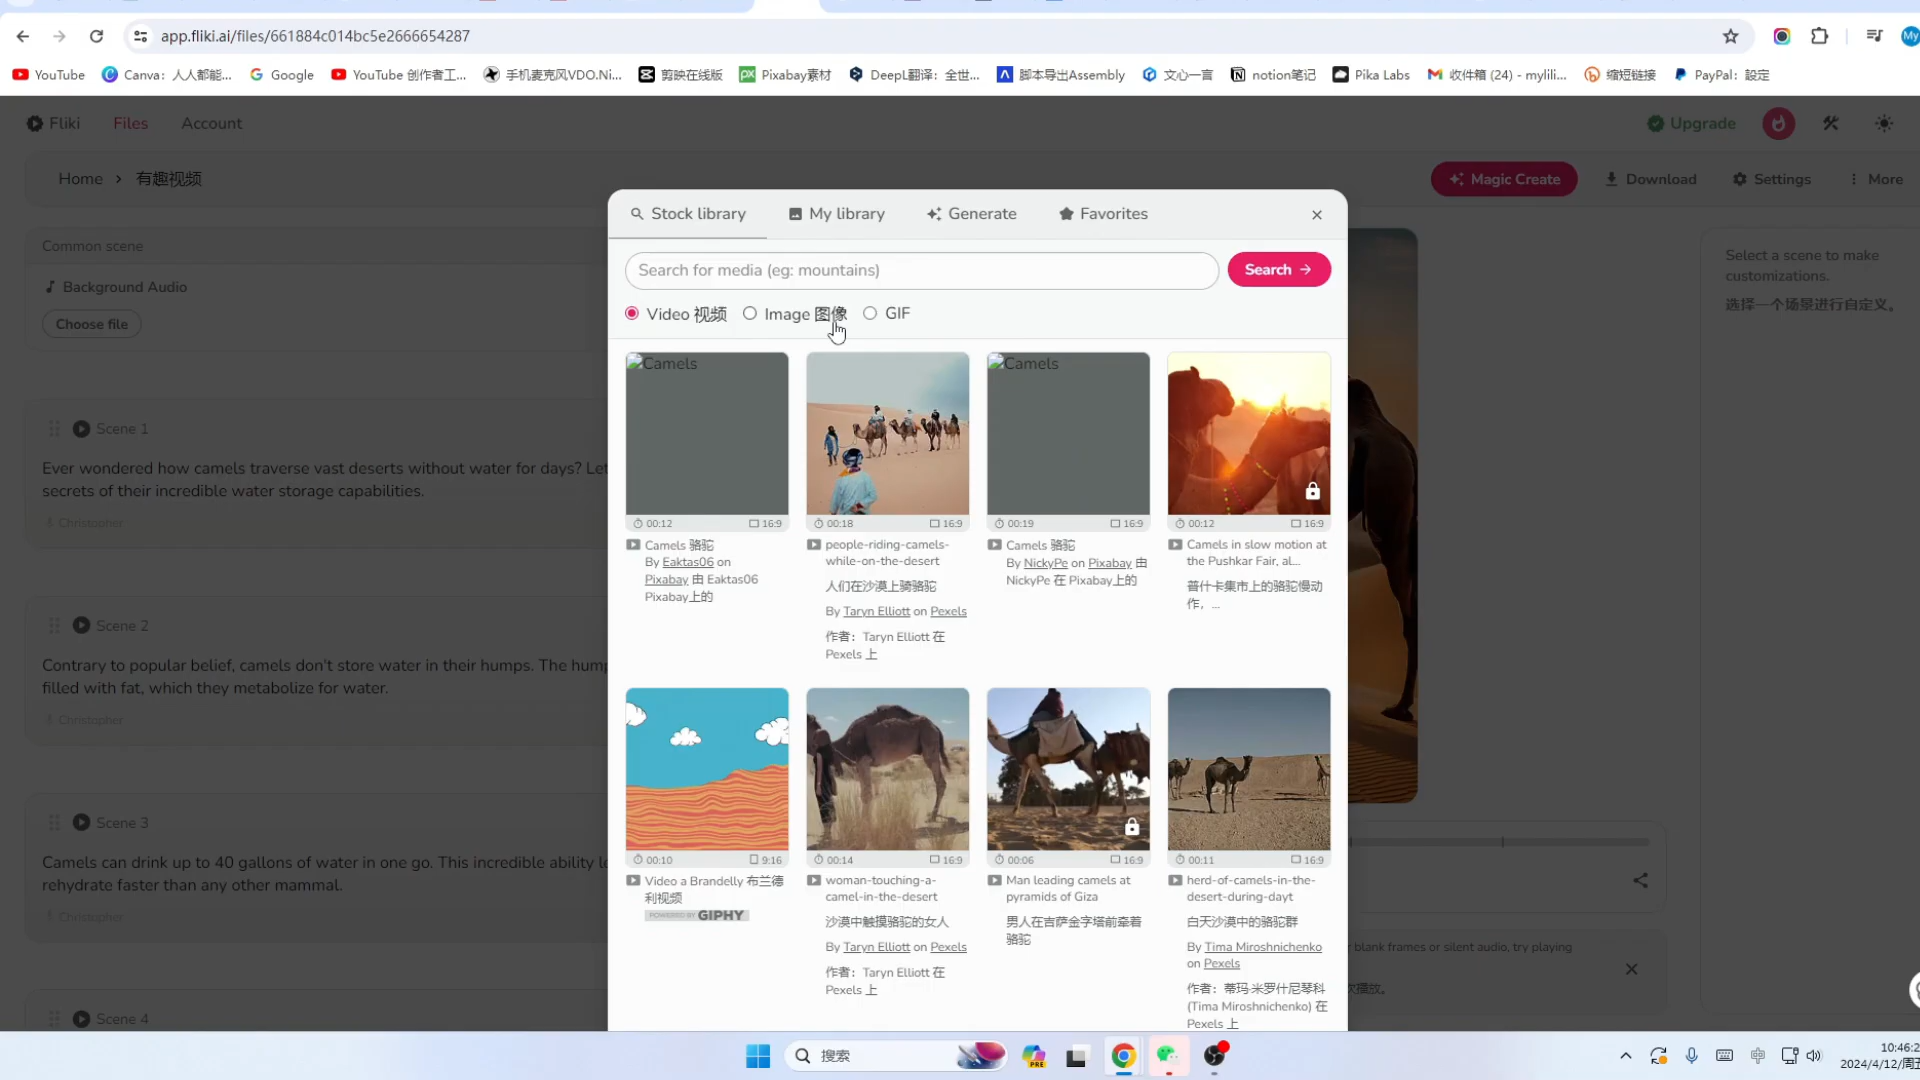 app.fliki.ai/files/661884c014bc5e2666654287
YouTube
Canva：人人都能...
Google
YouTube 创作者工...
手机麦克风VDO.Ni...
剪映在线版
Pixabay素材
DeepL翻译：全世...
脚本导出Assembly
文心一言
notion笔记
Pika Labs
收件箱 (24) - mylili...
缩短链接
PayPal：設定
My
Fliki
Files
Account
Upgrade
Home > 有趣视频
Magic Create
Download
Settings
More
Stock library
My library
Generate
Favorites
Search for media (eg: mountains)
Search
Video 视频
Image 图像
GIF
Common scene
Background Audio
Choose file
Scene 1
Ever wondered how camels traverse vast deserts without water for days? Let
secrets of their incredible water storage capabilities.
Christopher
Scene 2
Contrary to popular belief, camels don't store water in their humps. The hump
filled with fat, which they metabolize for water.
Christopher
Scene 3
Camels can drink up to 40 gallons of water in one go. This incredible ability
rehydrate faster than any other mammal.
Christopher
Scene 4
Camels
00:12
16:9
Camels 骆驼
By Eaktas06 on
Pixabay 由 Eaktas06
Pixabay上的
00:18
16:9
people-riding-camels-
while-on-the-desert
人们在沙漠上骑骆驼
By Taryn Elliott on Pexels
作者：Taryn Elliott 在
Pexels 上
Camels
00:19
16:9
Camels 骆驼
By NickyPe on Pixabay 由
NickyPe 在 Pixabay上的
00:12
16:9
Camels in slow motion at
the Pushkar Fair, al...
普什卡集市上的骆驼慢动
作，...
00:10
9:16
Video a Brandelly 布兰德
利视频
POWERED BY GIPHY
00:14
16:9
woman-touching-a-
camel-in-the-desert
沙漠中触摸骆驼的女人
By Taryn Elliott on Pexels
作者：Taryn Elliott 在
Pexels 上
00:06
16:9
Man leading camels at
pyramids of Giza
男人在吉萨金字塔前牵着
骆驼
00:11
16:9
herd-of-camels-in-the-
desert-during-dayt
白天沙漠中的骆驼群
By Tima Miroshnichenko
on Pexels
作者：蒂玛·米罗什尼琴科
(Tima Miroshnichenko) 在
Pexels 上
Select a scene to make
customizations.
选择一个场景进行自定义。
blank frames or silent audio, try playing
次播放。
搜索
PRE
中
10:46:2
2024/4/12/周五